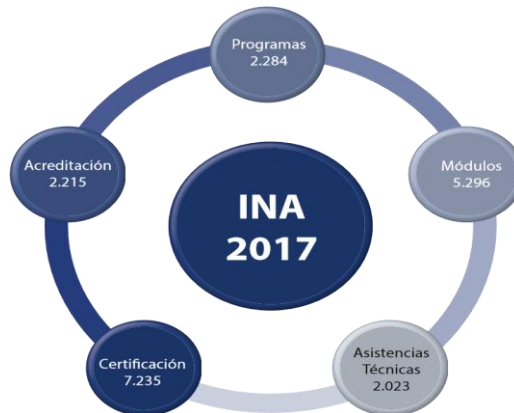 Programas
2.284
Acreditación
2.215
Módulos
5.296
INA
2017
Certificación
7.235
Asistencias
Técnicas
2.023